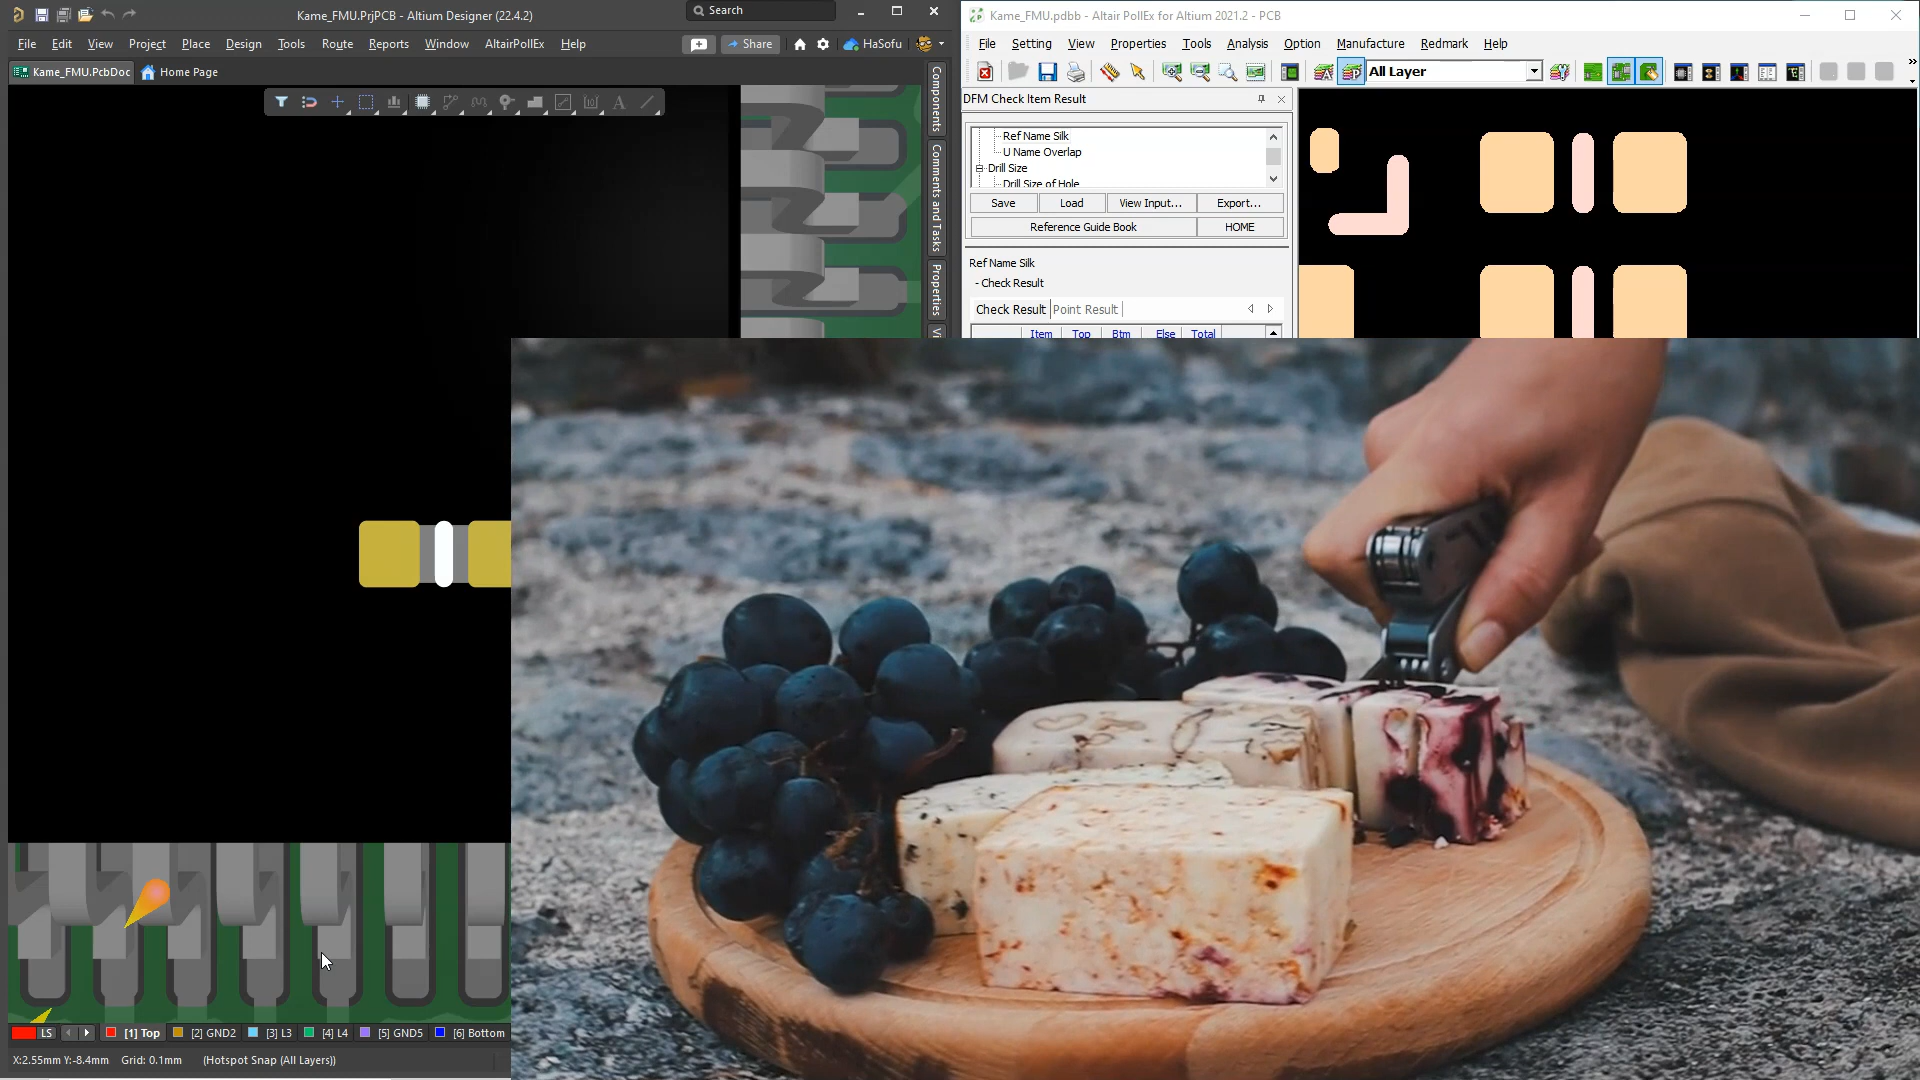 Kame_FMU.PrjPCB - Altium Designer (22.4.2)
Search
File Edit View Project Place Design Tools Route Reports Window AltairPollEx Help
Share
HaSofu
Kame_FMU.PcbDoc Home Page
Components
Comments and Tasks
Properties
LS [1] Top [2] GND2 [3] L3 [4] L4 [5] GND5 [6] Bottom
X:2.55mm Y:-8.4mm Grid: 0.1mm (Hotspot Snap (All Layers))
Kame_FMU.pdbb - Altair PollEx for Altium 2021.2 - PCB
File Setting View Properties Tools Analysis Option Manufacture Redmark Help
All Layer
DFM Check Item Result
Ref Name Silk
U Name Overlap
Drill Size
Drill Size of Hole
Save Load View Input... Export...
Reference Guide Book HOME
Ref Name Silk
- Check Result
Check Result Point Result
Item Top Btm Else Total